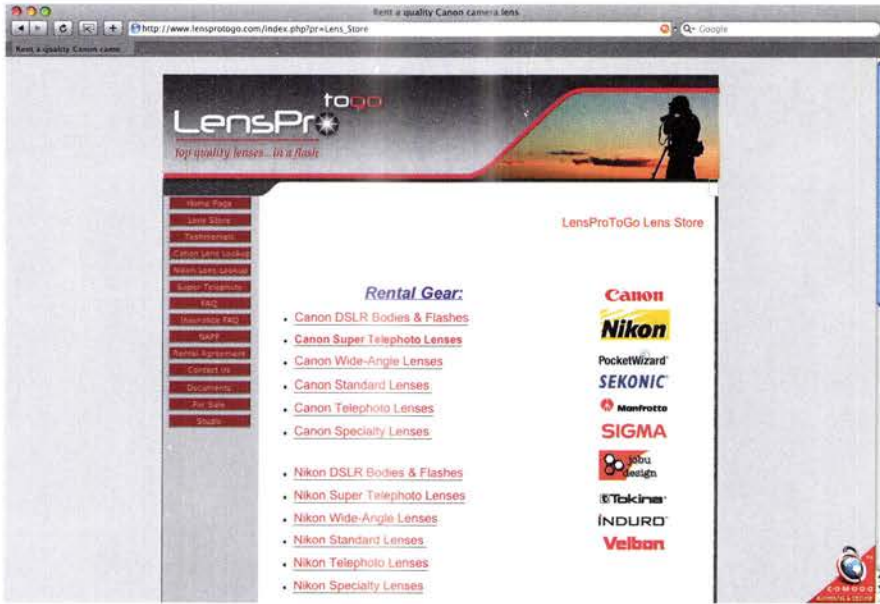 Rent a quality Canon camera lens
http://www.lensprotogo.com/index.php?pr=Lens_Store
Google
Rent a quality Canon came...
togo
LensPro
top quality lenses...in a flash
Home Page
Lens Store
Testimonials
Canon Lens Lookup
Nikon Lens Lookup
Super Telephoto
FAQ
Insurance FAQ
NAPP
Rental Agreement
Contact Us
Documents
For Sale
Studio
LensProToGo Lens Store
Rental Gear:
Canon DSLR Bodies & Flashes
Canon Super Telephoto Lenses
Canon Wide-Angle Lenses
Canon Standard Lenses
Canon Telephoto Lenses
Canon Specialty Lenses
Nikon DSLR Bodies & Flashes
Nikon Super Telephoto Lenses
Nikon Wide-Angle Lenses
Nikon Standard Lenses
Nikon Telephoto Lenses
Nikon Specialty Lenses
Canon
Nikon
PocketWizard
SEKONIC
Manfrotto
SIGMA
jobu
design
Tokina
INDURO
Velbon
COMODO